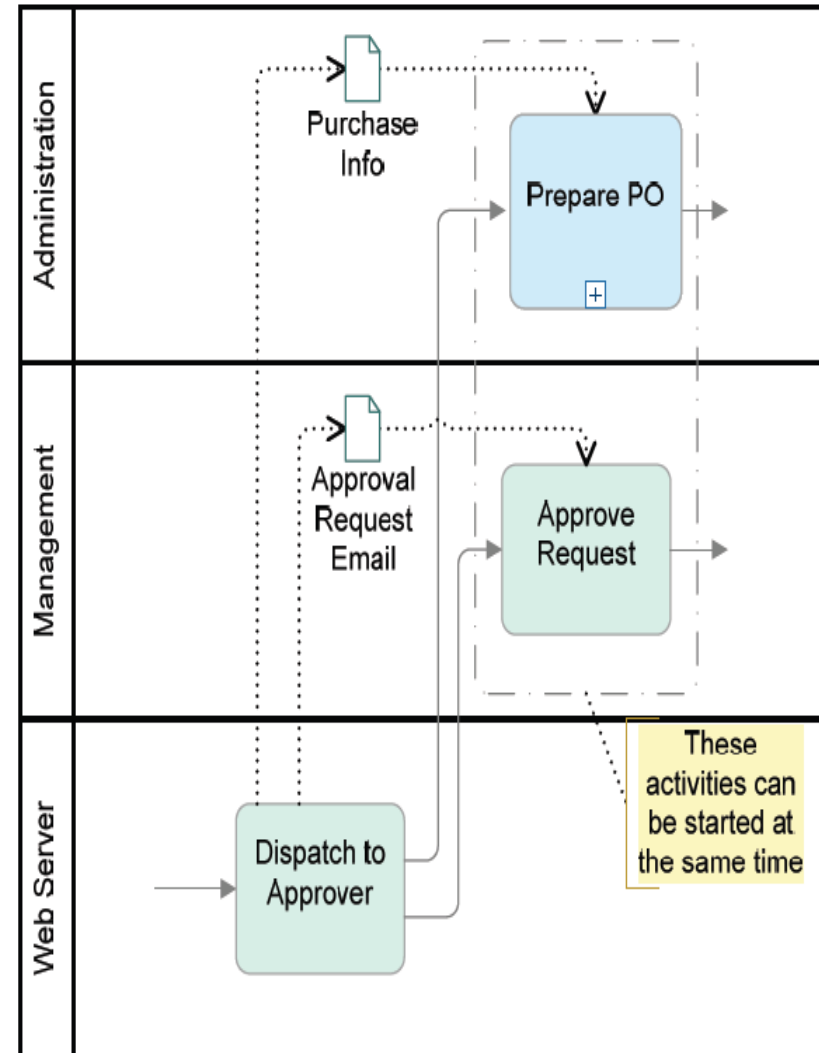 Administration
Purchase
Info
Prepare PO
Management
Approval
Request
Email
Approve
Request
Web Server
Dispatch to
Approver
These
activities can
be started at
the same time